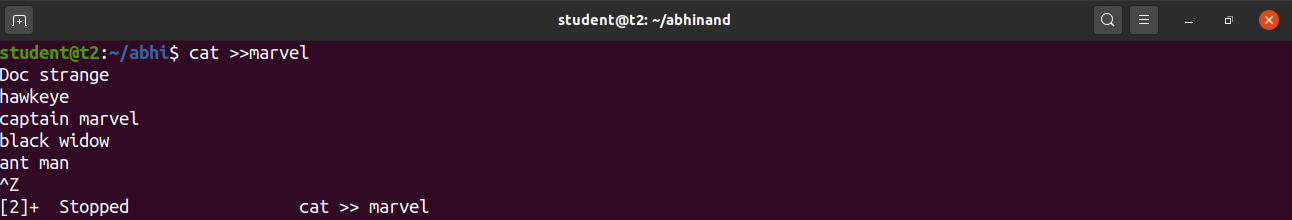 student@t2: ~/abhinand
student@t2:~/abhi$ cat >>marvel
Doc strange
hawkeye
captain marvel
black widow
ant man
^Z
[2]+  Stopped                 cat >> marvel